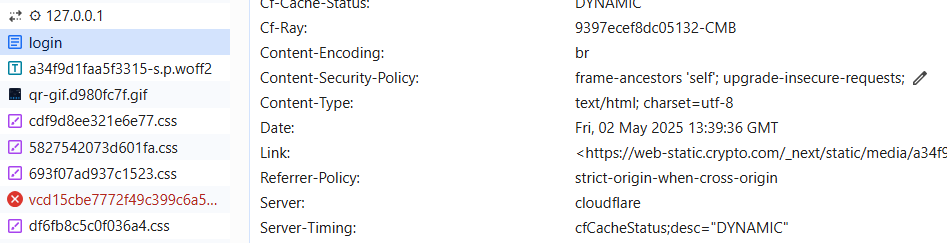 127.0.0.1
login
a34f9d1faa5f3315-s.p.woff2
qr-gif.d980fc7f.gif
cdf9d8ee321e6e77.css
5827542073d601fa.css
693f07ad937c1523.css
vcd15cbe7772f49c399c6a5...
df6fb8c5c0f036a4.css
Cf-Cache-Status: DYNAMIC
Cf-Ray: 9397ecef8dc05132-CMB
Content-Encoding: br
Content-Security-Policy: frame-ancestors 'self'; upgrade-insecure-requests;
Content-Type: text/html; charset=utf-8
Date: Fri, 02 May 2025 13:39:36 GMT
Link: <https://web-static.crypto.com/_next/static/media/a34f9
Referrer-Policy: strict-origin-when-cross-origin
Server: cloudflare
Server-Timing: cfCacheStatus;desc="DYNAMIC"